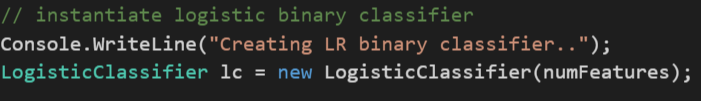 // instantiate logistic binary classifier
Console.WriteLine("Creating LR binary classifier..");
LogisticClassifier lc = new LogisticClassifier(numFeatures);